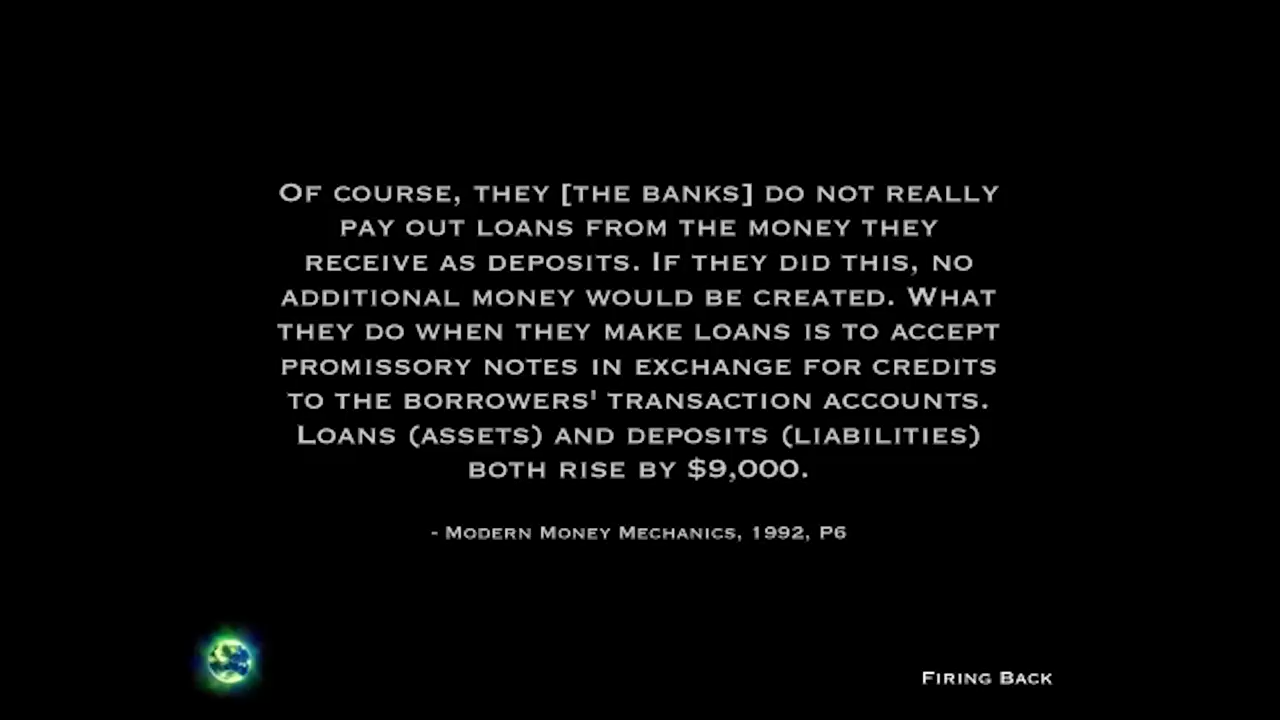 Of course, they [the banks] do not really
pay out loans from the money they
receive as deposits. If they did this, no
additional money would be created. What
they do when they make loans is to accept
promissory notes in exchange for credits
to the borrowers' transaction accounts.
Loans (assets) and deposits (liabilities)
both rise by $9,000.
- Modern Money Mechanics, 1992, P6
Firing Back